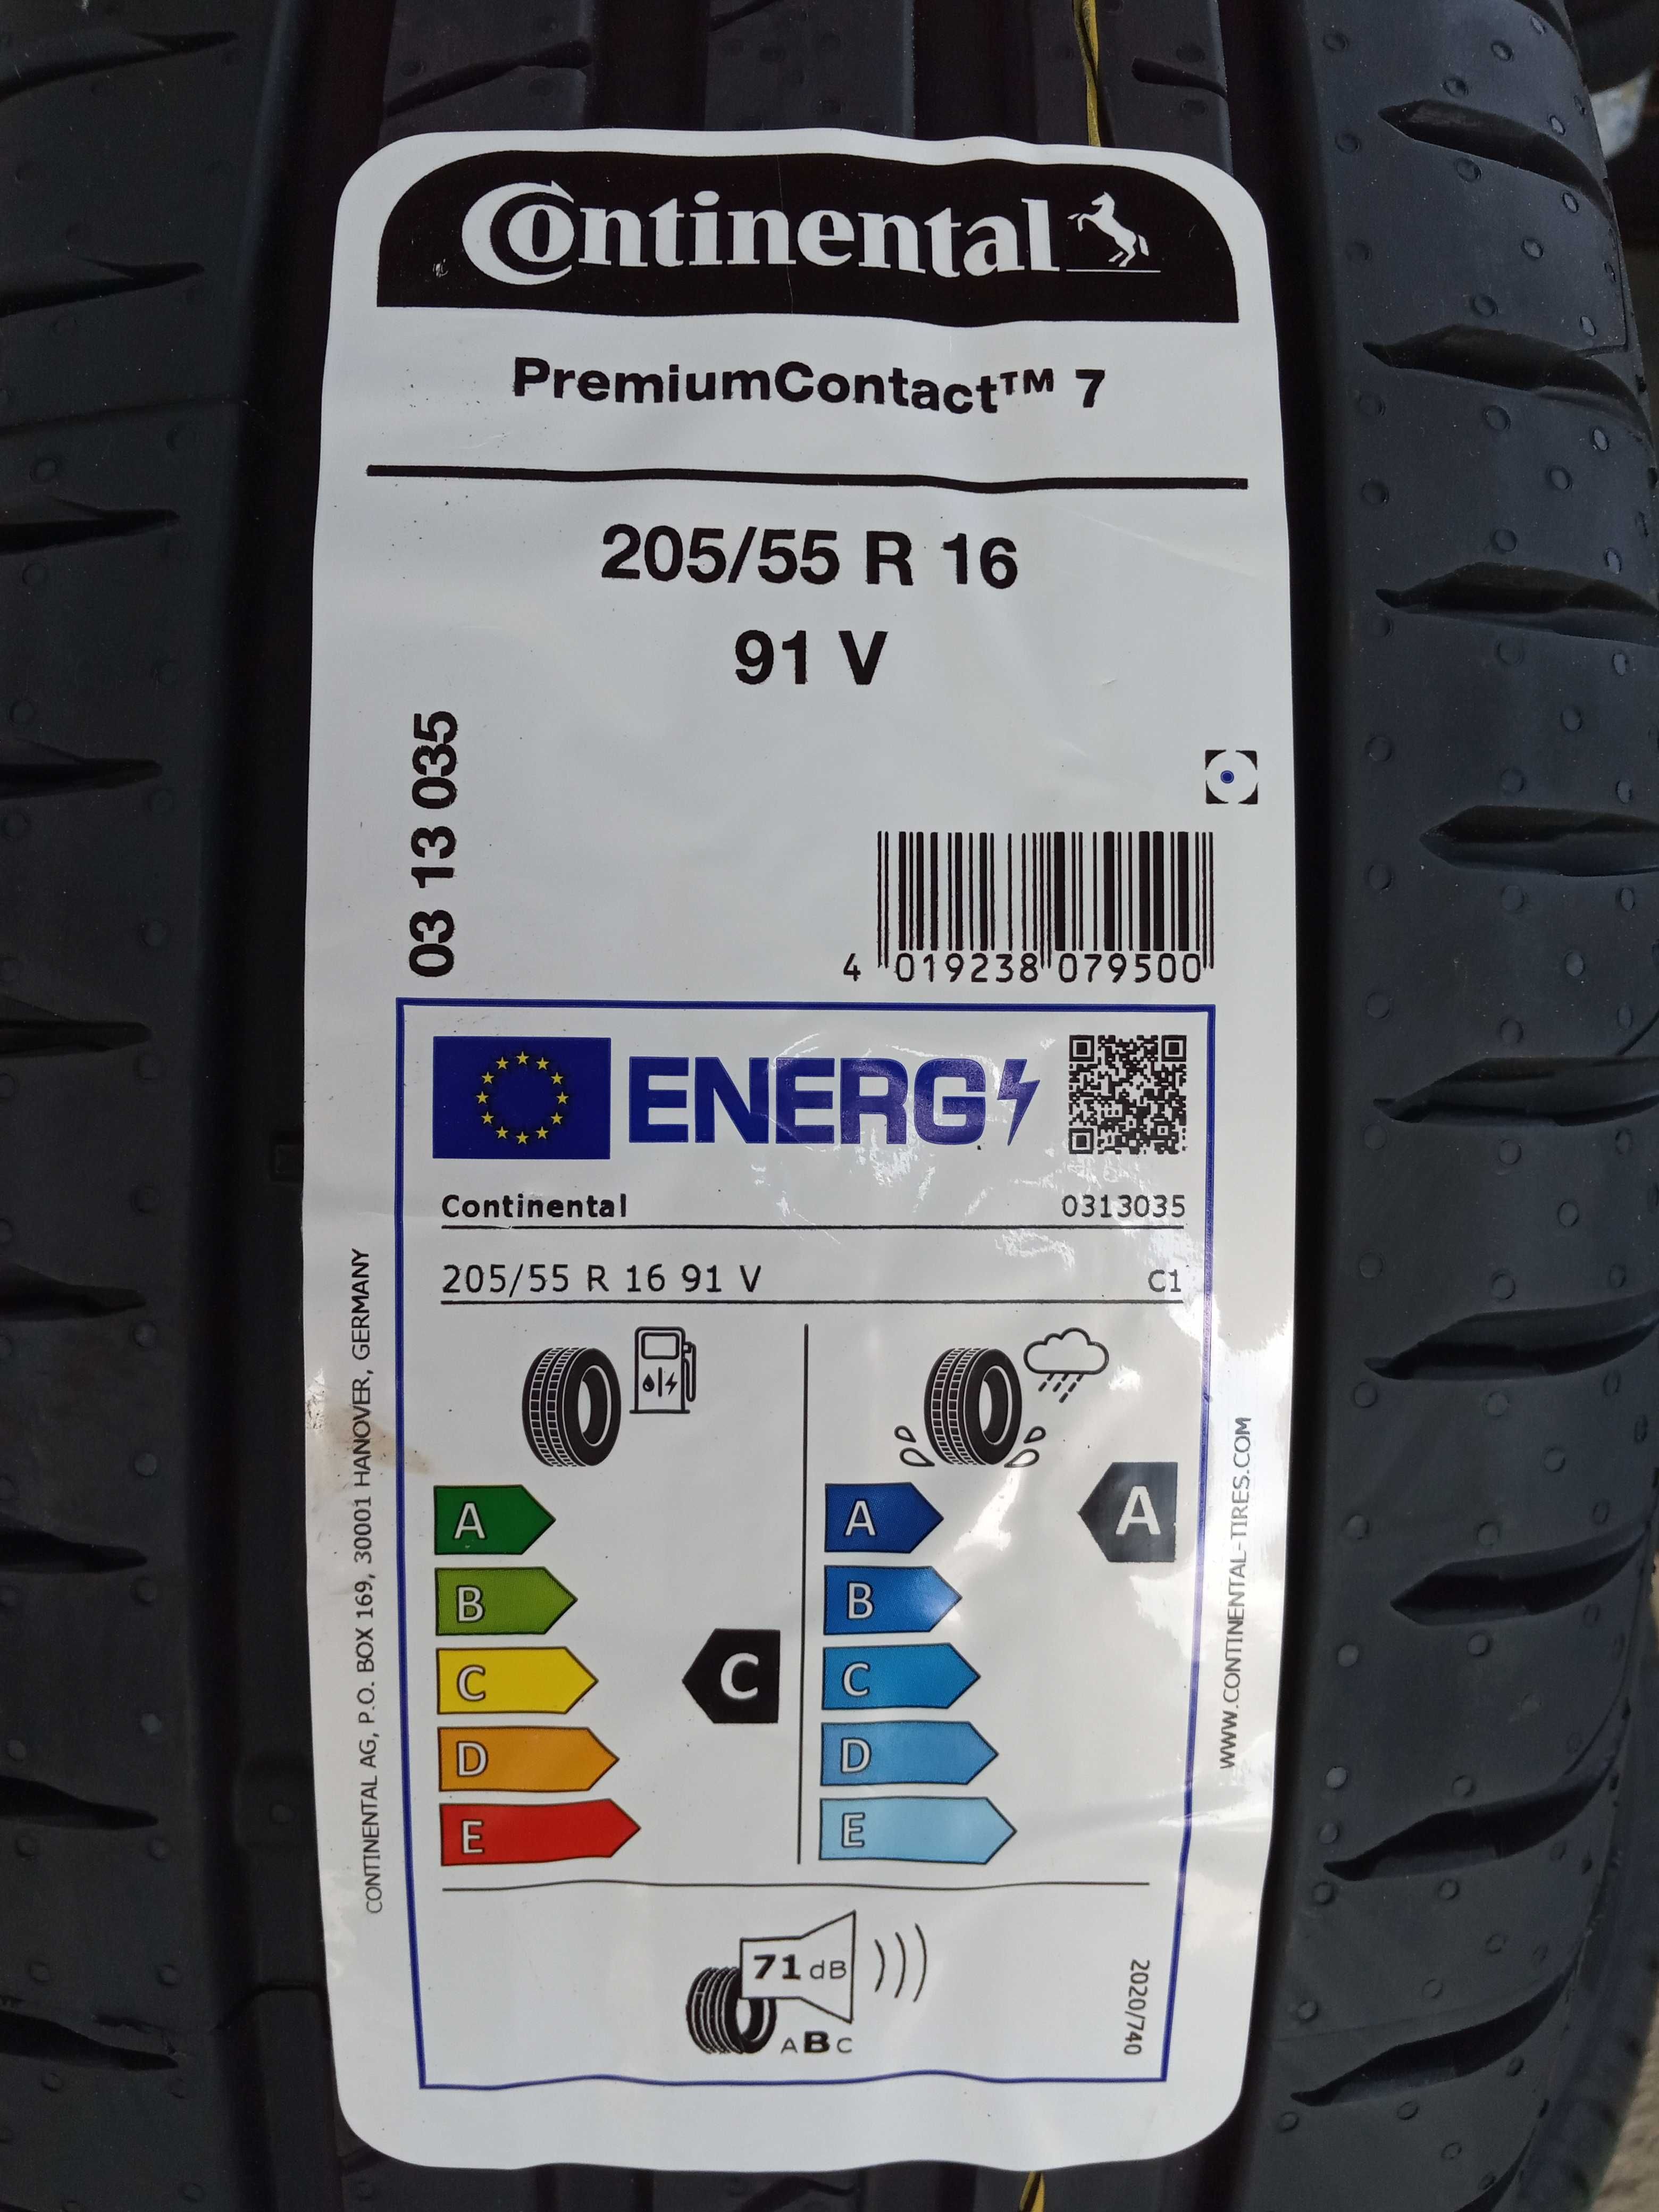 Continental
PremiumContact™ 7
205/55 R 16
91 V
03 13 035
4 019238 079500
ENERG
Continental 0313035
205/55 R 16 91 V C1
A
B
C
D
E
C
A
B
C
D
E
A
71 dB
ABC
2020/740
CONTINENTAL AG, P.O. BOX 169, 30001 HANOVER, GERMANY
WWW.CONTINENTAL-TIRES.COM